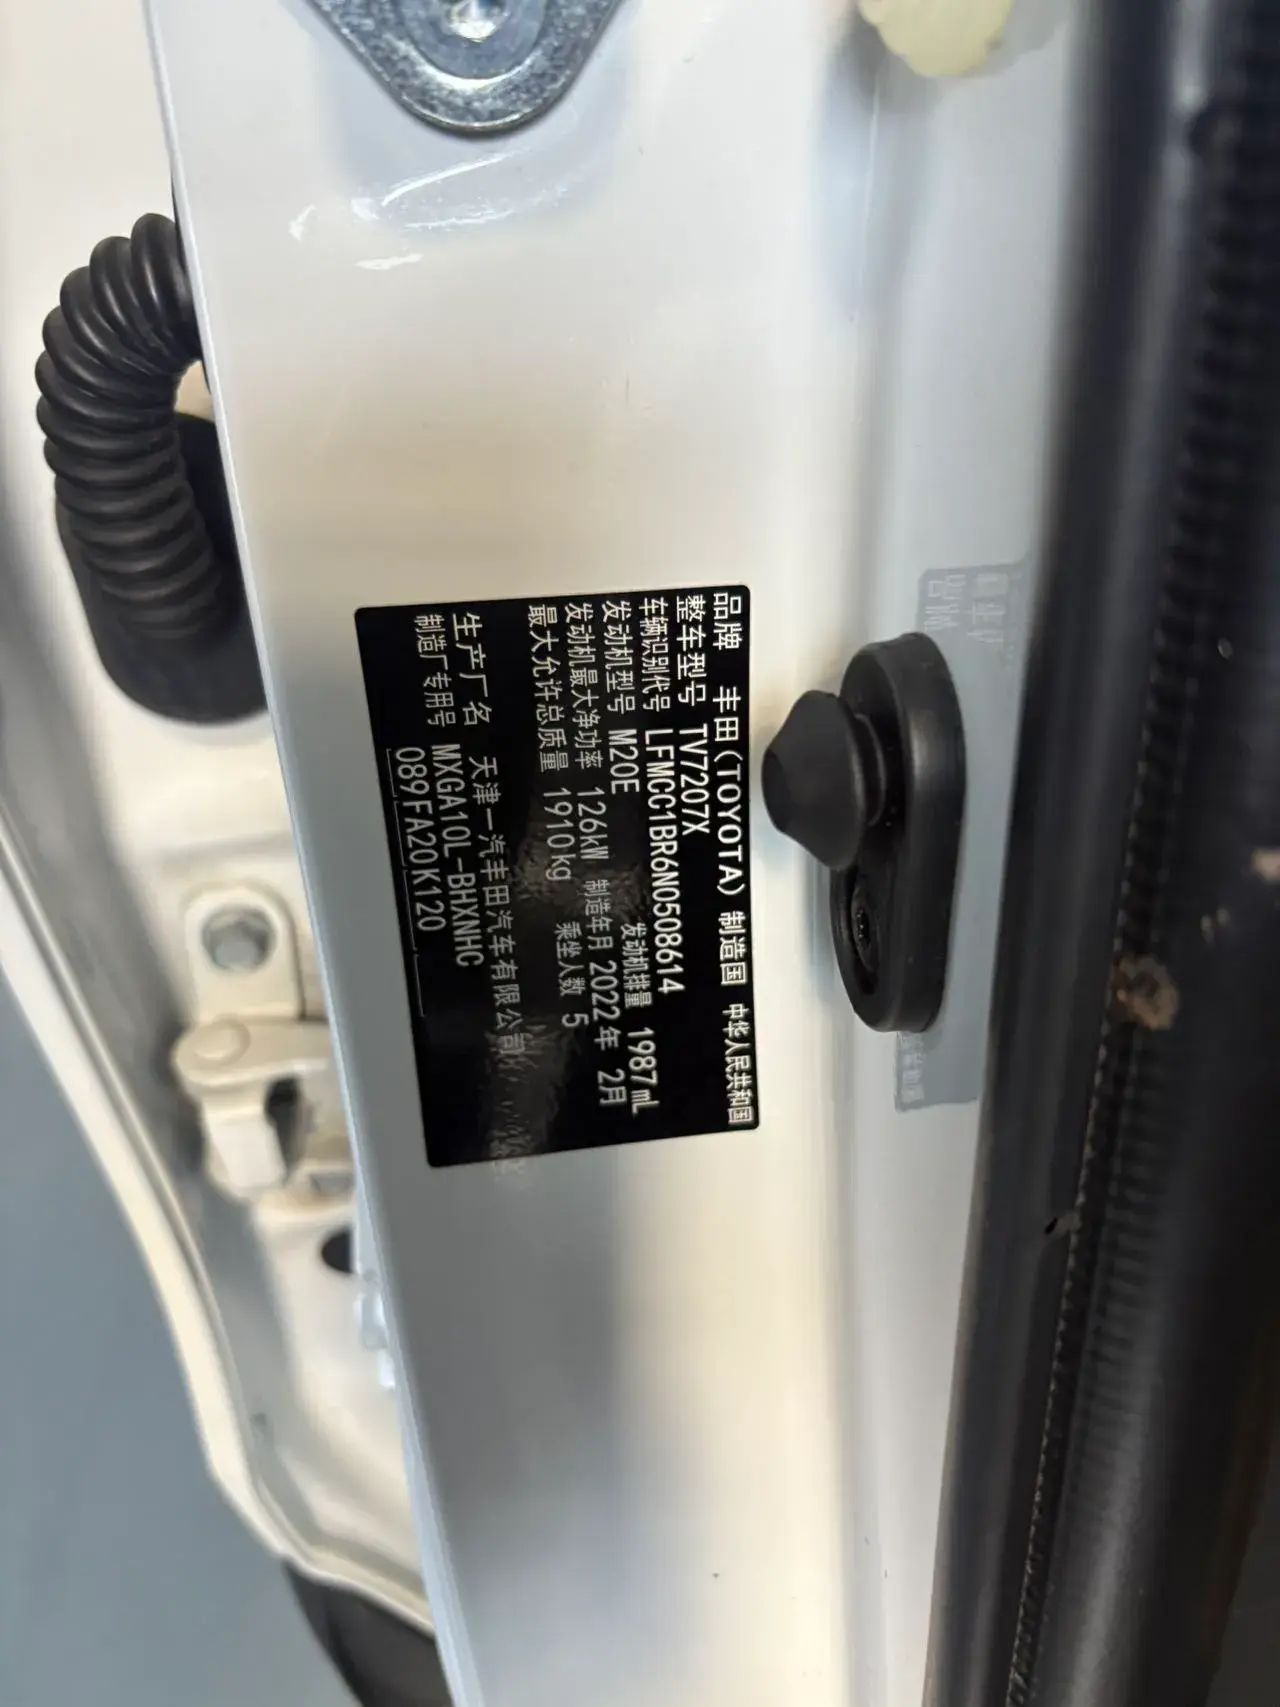 品牌 丰田(TOYOTA) 制造国 中华人民共和国
整车型号 TV7207X
车辆识别代号 LFMCC1BR6N0508614
发动机型号 M20E 发动机排量 1987mL
发动机最大净功率 126kW 制造年月 2022年 2月
最大允许总质量 1910kg 乘坐人数 5
生产厂名 天津一汽丰田汽车有限公司
制造厂专用号 MXGA10L-BHXNHC
089FA20K120